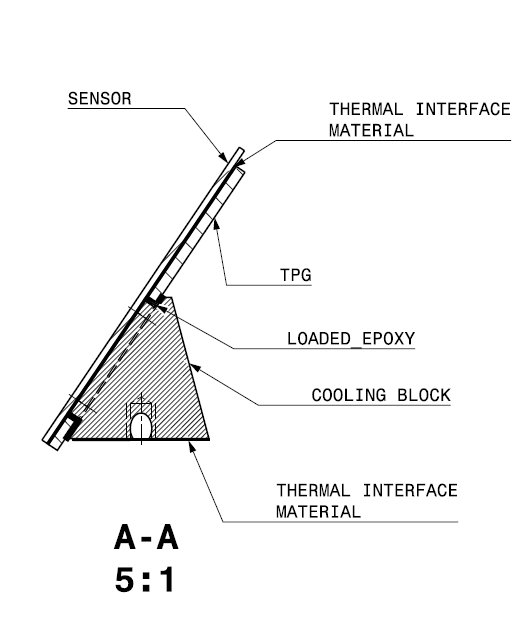 SENSOR
THERMAL INTERFACE
MATERIAL
TPG
LOADED_EPOXY
COOLING BLOCK
THERMAL INTERFACE
MATERIAL
A-A
5:1